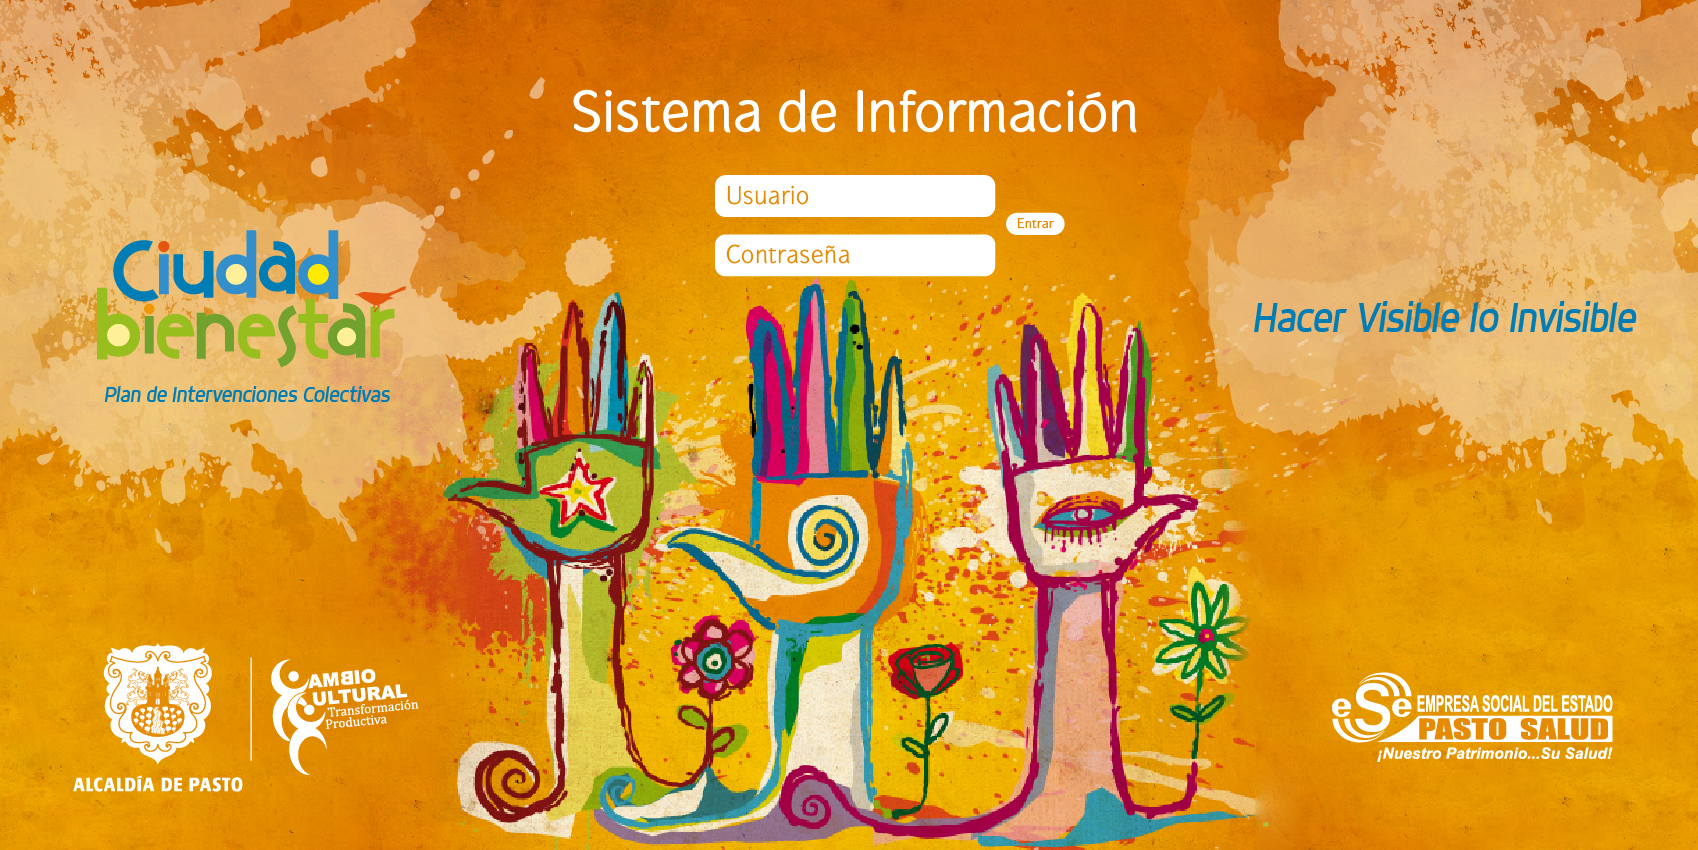 Sistema de Información
Usuario
Entrar
Contraseña
Ciudad
bienestar
Plan de Intervenciones Colectivas
Hacer Visible lo Invisible
ALCALDÍA DE PASTO
CAMBIO
CULTURAL
Transformación
Productiva
eSe
EMPRESA SOCIAL DEL ESTADO
PASTO SALUD
¡Nuestro Patrimonio...Su Salud!